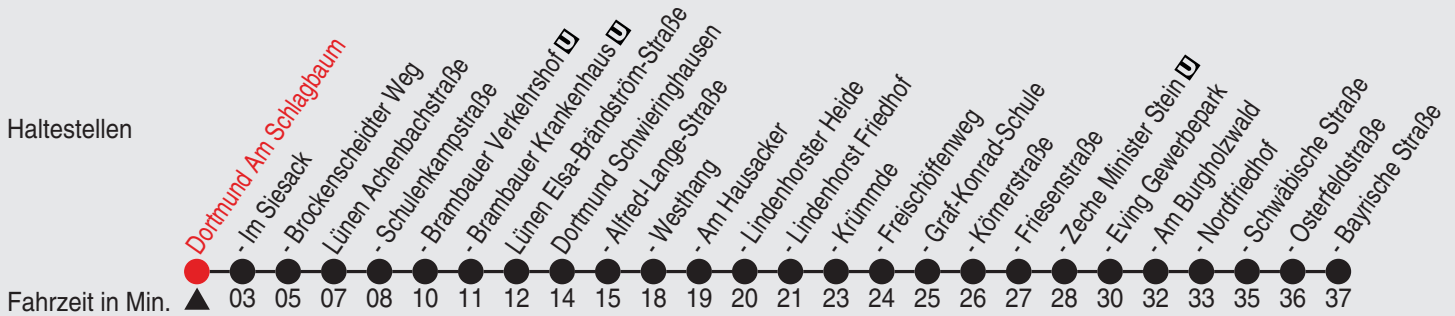 Haltestellen
Dortmund Am Schlagbaum
- Im Siesack
- Brockenscheidter Weg
Lünen Achenbachstraße
- Schulenkampstraße
- Brambauer Verkehrshof U
- Brambauer Krankenhaus U
Lünen Elsa-Brändström-Straße
Dortmund Schwieringhausen
- Alfred-Lange-Straße
- Westhang
- Am Hausacker
- Lindenhorster Heide
- Lindenhorst Friedhof
- Krümmde
- Freischöffenweg
- Graf-Konrad-Schule
- Körnerstraße
- Friesenstraße
- Zeche Minister Stein U
- Eving Gewerbepark
- Am Burgholzwald
- Nordfriedhof
- Schwäbische Straße
- Osterfeldstraße
- Bayrische Straße
Fahrzeit in Min. 03 05 07 08 10 11 12 14 15 18 19 20 21 23 24 25 26 27 28 30 32 33 35 36 37